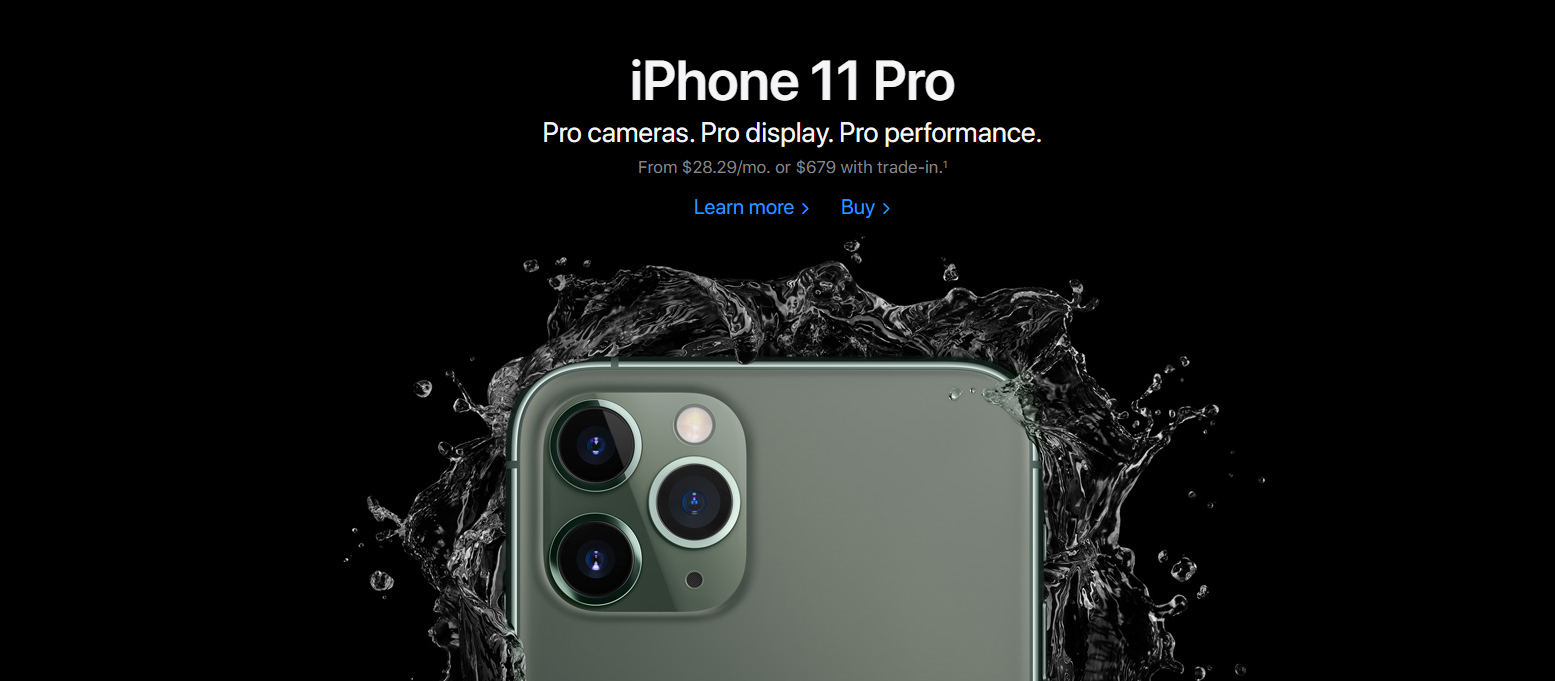 iPhone 11 Pro
Pro cameras. Pro display. Pro performance.
From $28.29/mo. or $679 with trade-in.¹
Learn more > Buy >